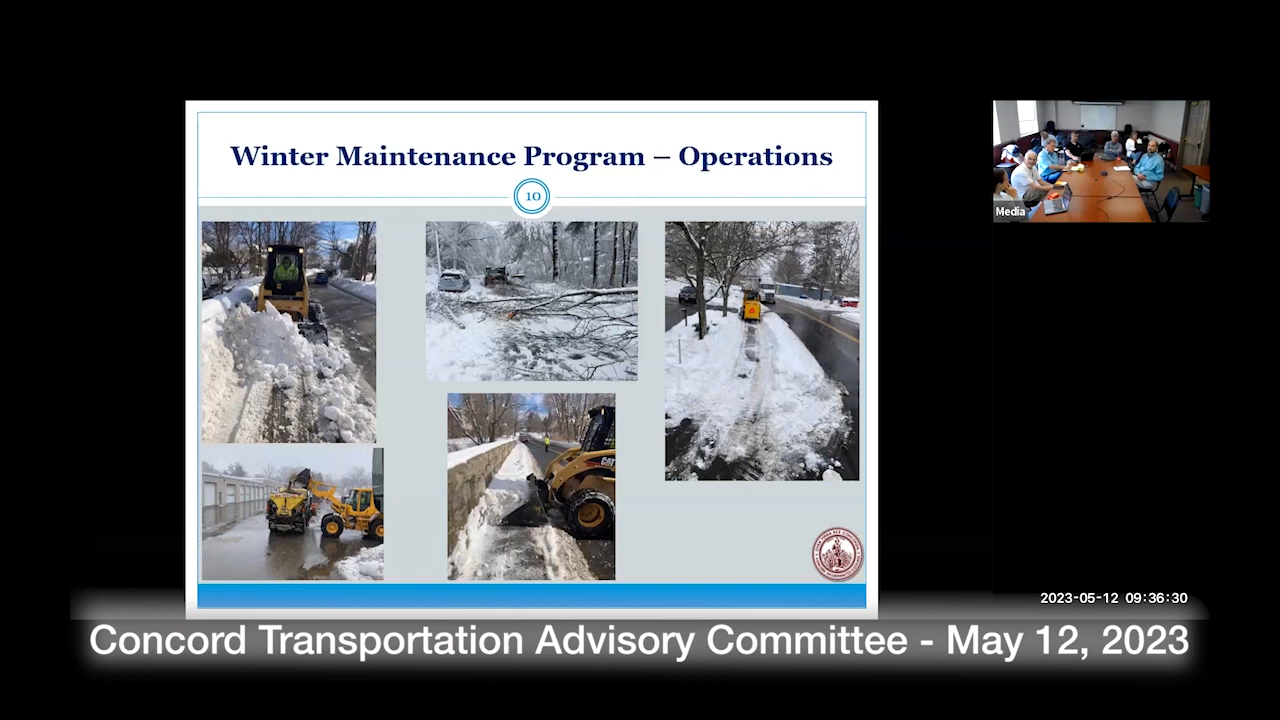 Winter Maintenance Program – Operations
10
CAT
Media
2023-05-12 09:36:30
Concord Transportation Advisory Committee - May 12, 2023